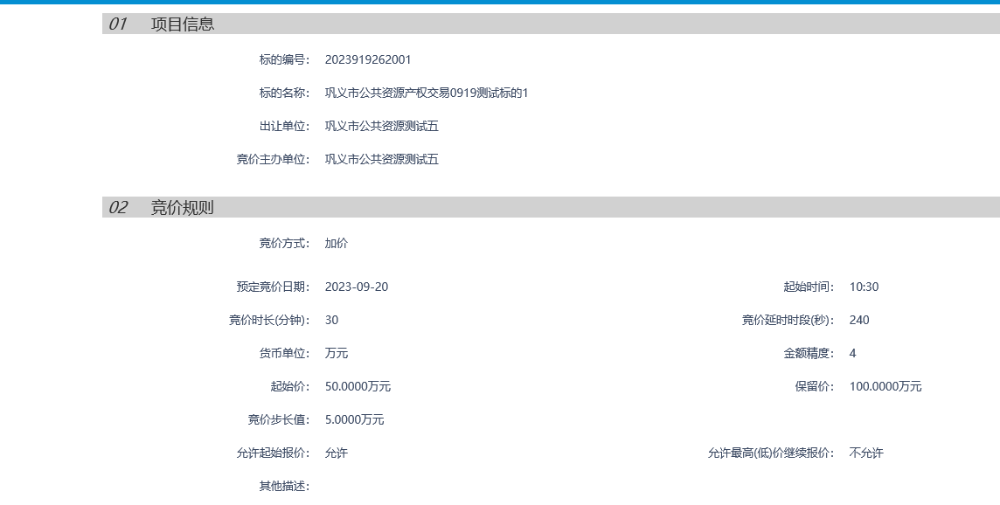 01 项目信息
标的编号： 2023919262001
标的名称： 巩义市公共资源产权交易0919测试标的1
出让单位： 巩义市公共资源测试五
竞价主办单位： 巩义市公共资源测试五
02 竞价规则
竞价方式： 加价
预定竞价日期： 2023-09-20 起始时间： 10:30
竞价时长(分钟)： 30 竞价延时时段(秒)： 240
货币单位： 万元 金额精度： 4
起始价： 50.0000万元 保留价： 100.0000万元
竞价步长值： 5.0000万元
允许起始报价： 允许 允许最高(低)价继续报价： 不允许
其他描述：